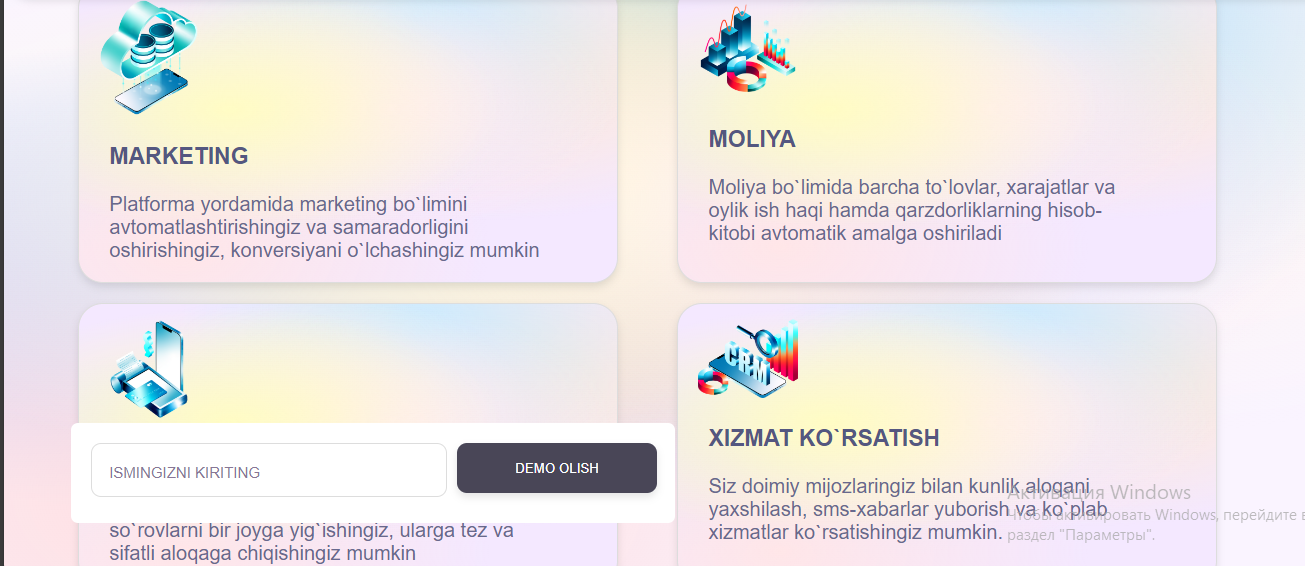 MARKETING
Platforma yordamida marketing bo`limini
avtomatlashtirishingiz va samaradorligini
oshirishingiz, konversiyani o`lchashingiz mumkin
MOLIYA
Moliya bo`limida barcha to`lovlar, xarajatlar va
oylik ish haqi hamda qarzdorliklarning hisob-
kitobi avtomatik amalga oshiriladi
ISMINGIZNI KIRITING
DEMO OLISH
so`rovlarni bir joyga yig`ishingiz, ularga tez va
sifatli aloqaga chiqishingiz mumkin
CRM
XIZMAT KO`RSATISH
Siz doimiy mijozlaringiz bilan kunlik aloqani
yaxshilash, sms-xabarlar yuborish va ko`plab
xizmatlar ko`rsatishingiz mumkin.
Активация Windows
Чтобы активировать Windows, перейдите в
раздел "Параметры".